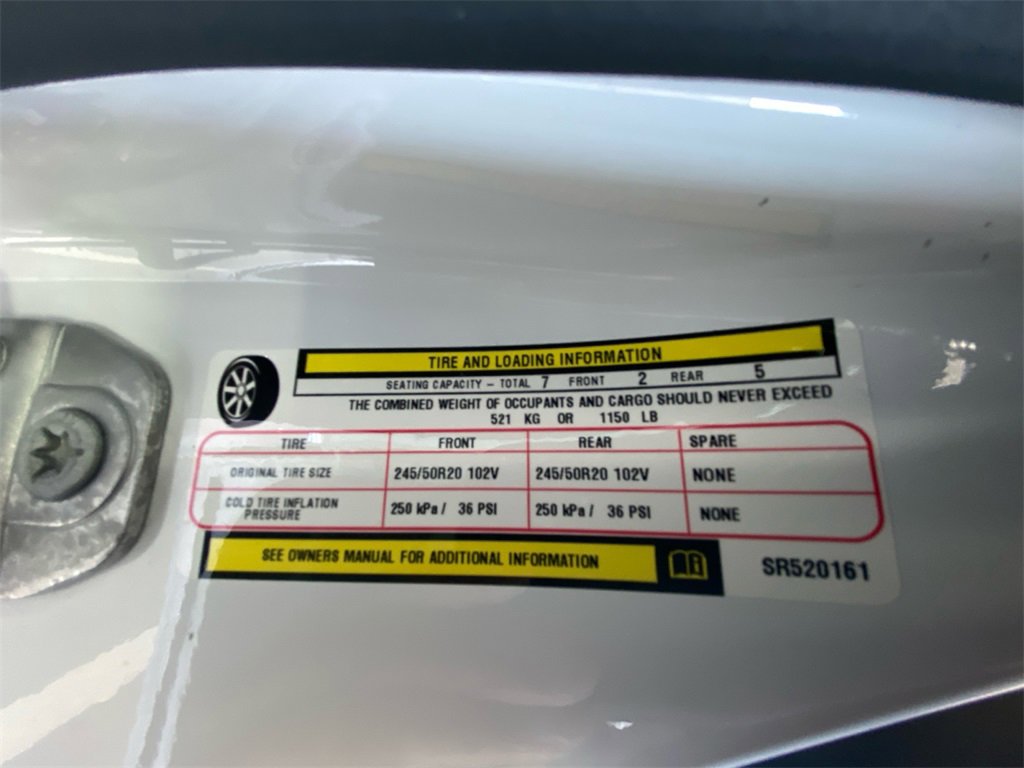 TIRE AND LOADING INFORMATION
SEATING CAPACITY – TOTAL 7 FRONT 2 REAR 5
THE COMBINED WEIGHT OF OCCUPANTS AND CARGO SHOULD NEVER EXCEED
521 KG OR 1150 LB
TIRE FRONT REAR SPARE
ORIGINAL TIRE SIZE 245/50R20 102V 245/50R20 102V NONE
COLD TIRE INFLATION PRESSURE 250 kPa / 36 PSI 250 kPa / 36 PSI NONE
SEE OWNERS MANUAL FOR ADDITIONAL INFORMATION
SR520161